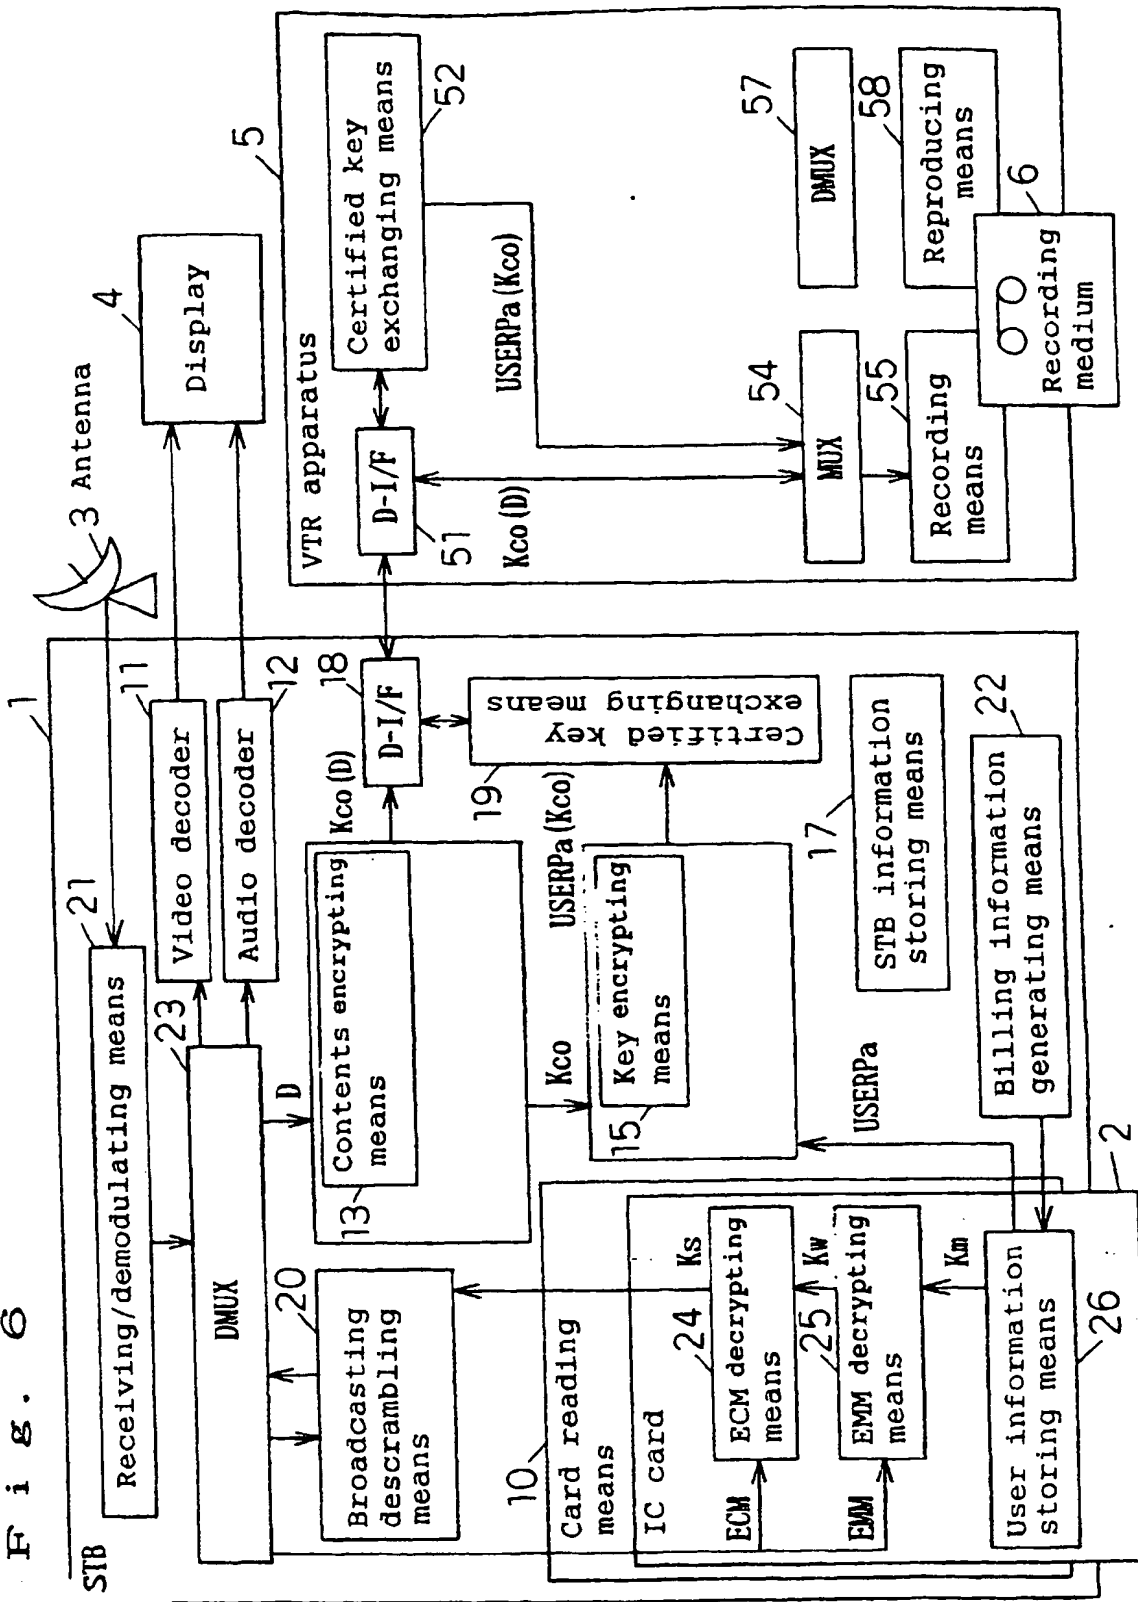 Fig. 6
STB
1
Receiving/demodulating means
21
3 Antenna
DMUX
23
Video decoder
11
Audio decoder
12
4
Display
D
Contents encrypting
means
13
Kco(D)
D-I/F
18
Certified key
exchanging means
19
Kco
USERPa(Kco)
Key encrypting
means
15
USERPa
STB information
storing means
17
Billing information
generating means
22
Broadcasting
descrambling
means
20
10
Card reading
means
IC card
2
ECM
Ks
ECM decrypting
means
24
Kw
EMM
EMM decrypting
means
25
Km
User information
storing means
26
VTR apparatus
5
D-I/F
51
Certified key
exchanging means
52
Kco(D)
USERPa(Kco)
MUX
54
DMUX
57
Recording
means
55
Reproducing
means
58
Recording
medium
6